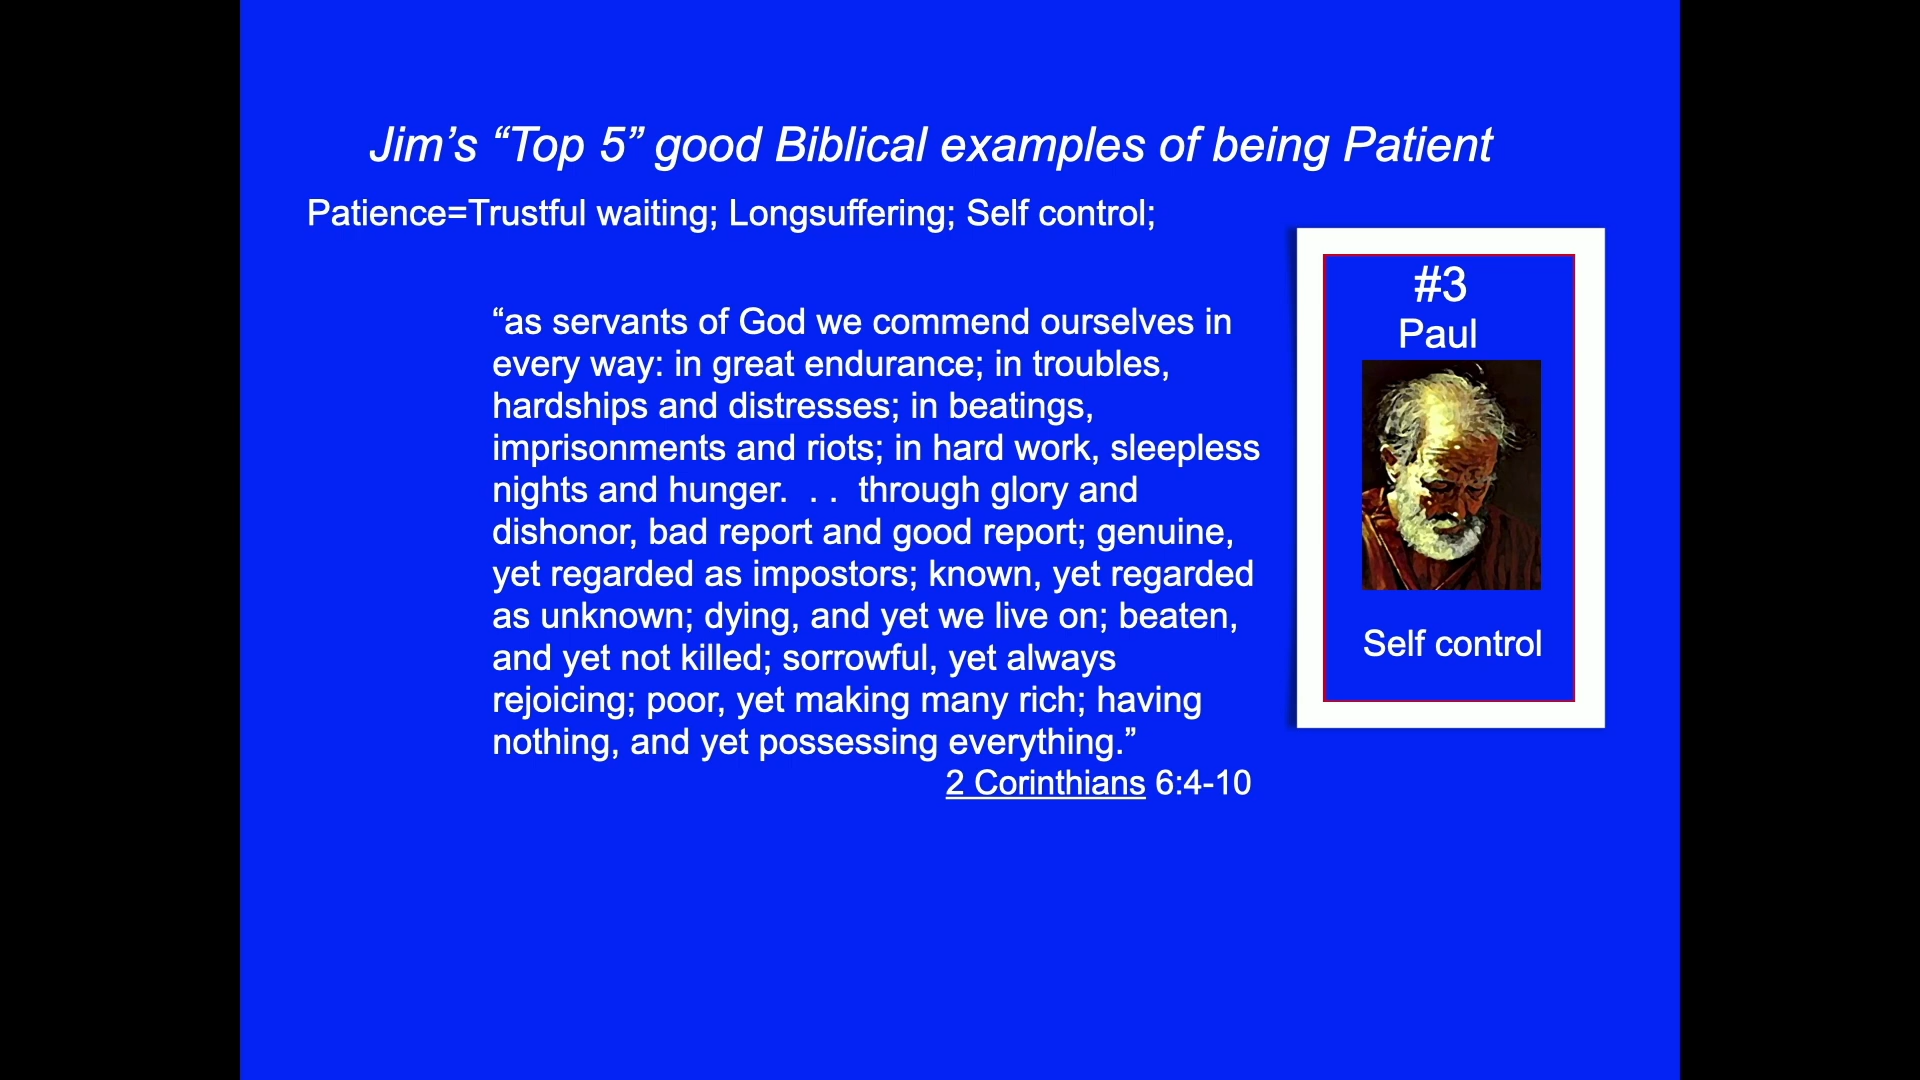 Jim’s “Top 5” good Biblical examples of being Patient
Patience=Trustful waiting; Longsuffering; Self control;
“as servants of God we commend ourselves in
every way: in great endurance; in troubles,
hardships and distresses; in beatings,
imprisonments and riots; in hard work, sleepless
nights and hunger.  . .  through glory and
dishonor, bad report and good report; genuine,
yet regarded as impostors; known, yet regarded
as unknown; dying, and yet we live on; beaten,
and yet not killed; sorrowful, yet always
rejoicing; poor, yet making many rich; having
nothing, and yet possessing everything.”
2 Corinthians 6:4-10
#3
Paul
Self control